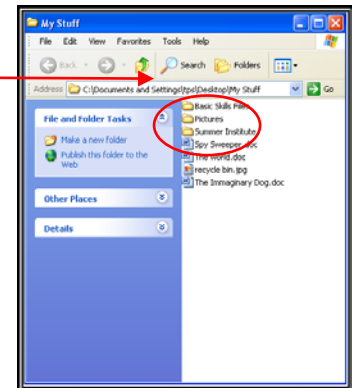 My Stuff
File Edit View Favorites Tools Help
Back Search Folders
Address C:\Documents and Settings\tpc\Desktop\My Stuff Go
File and Folder Tasks
Make a new folder
Publish this folder to the
Web
Other Places
Details
Basic Skills Files
Pictures
Summer Institute
Spy Sweeper.doc
The world.doc
recycle bin.jpg
The Immaginary Dog.doc